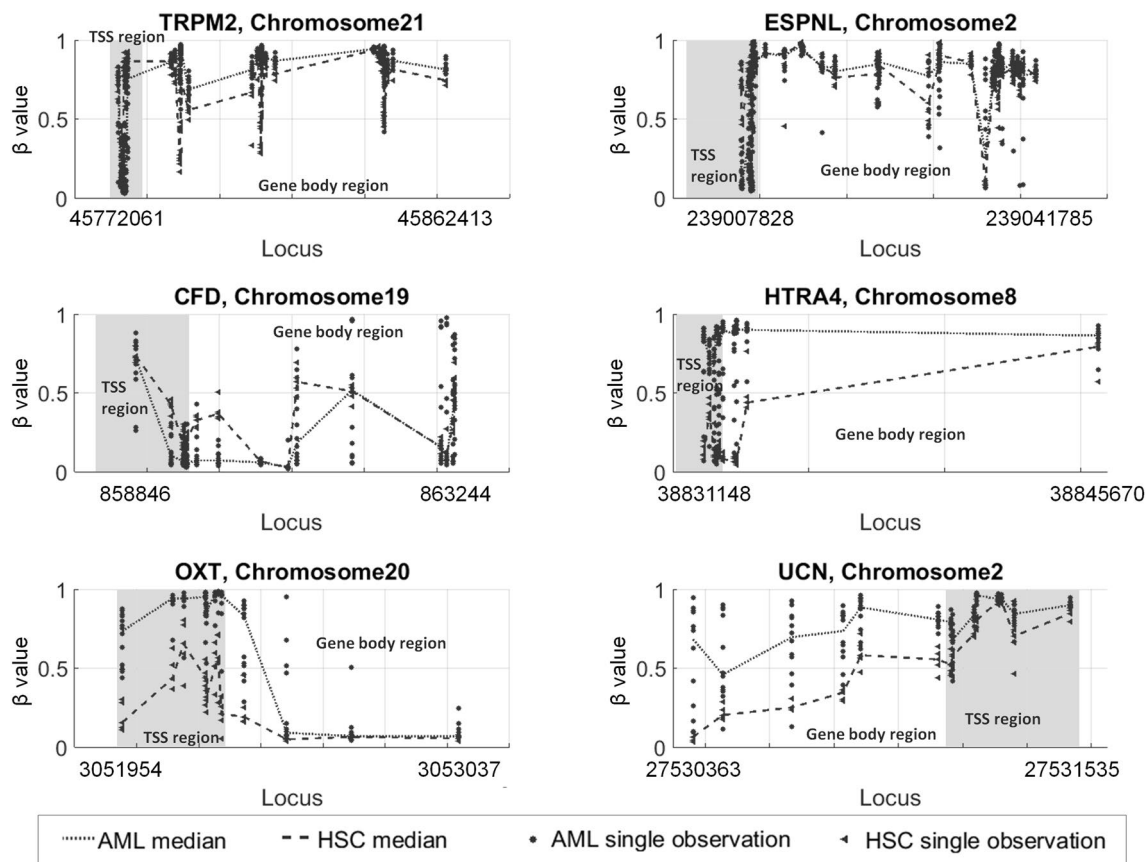 TRPM2, Chromosome21
TSS region
1
0.5
0
β value
Gene body region
45772061
45862413
Locus
ESPNL, Chromosome2
1
0.5
0
β value
TSS
region
Gene body region
239007828
239041785
Locus
CFD, Chromosome19
1
0.5
0
β value
TSS
region
Gene body region
858846
863244
Locus
HTRA4, Chromosome8
1
0.5
0
β value
TSS
region
Gene body region
38831148
38845670
Locus
OXT, Chromosome20
1
0.5
0
β value
Gene body region
TSS region
3051954
3053037
Locus
UCN, Chromosome2
1
0.5
0
β value
TSS region
Gene body region
27530363
27531535
Locus
AML median
HSC median
AML single observation
HSC single observation